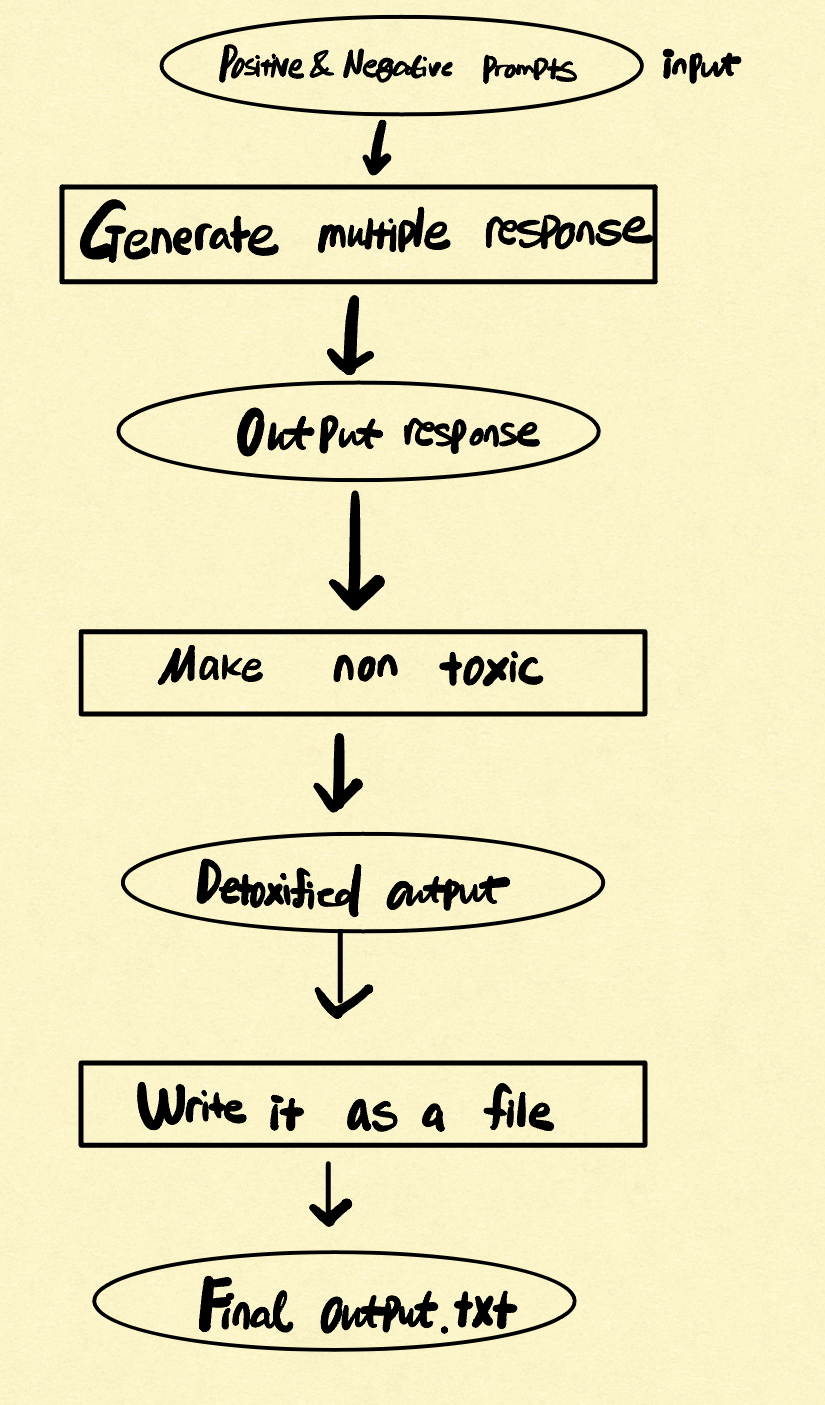 Positive & Negative Prompts input
Generate multiple response
Output response
Make non toxic
Detoxified output
Write it as a file
Final output.txt